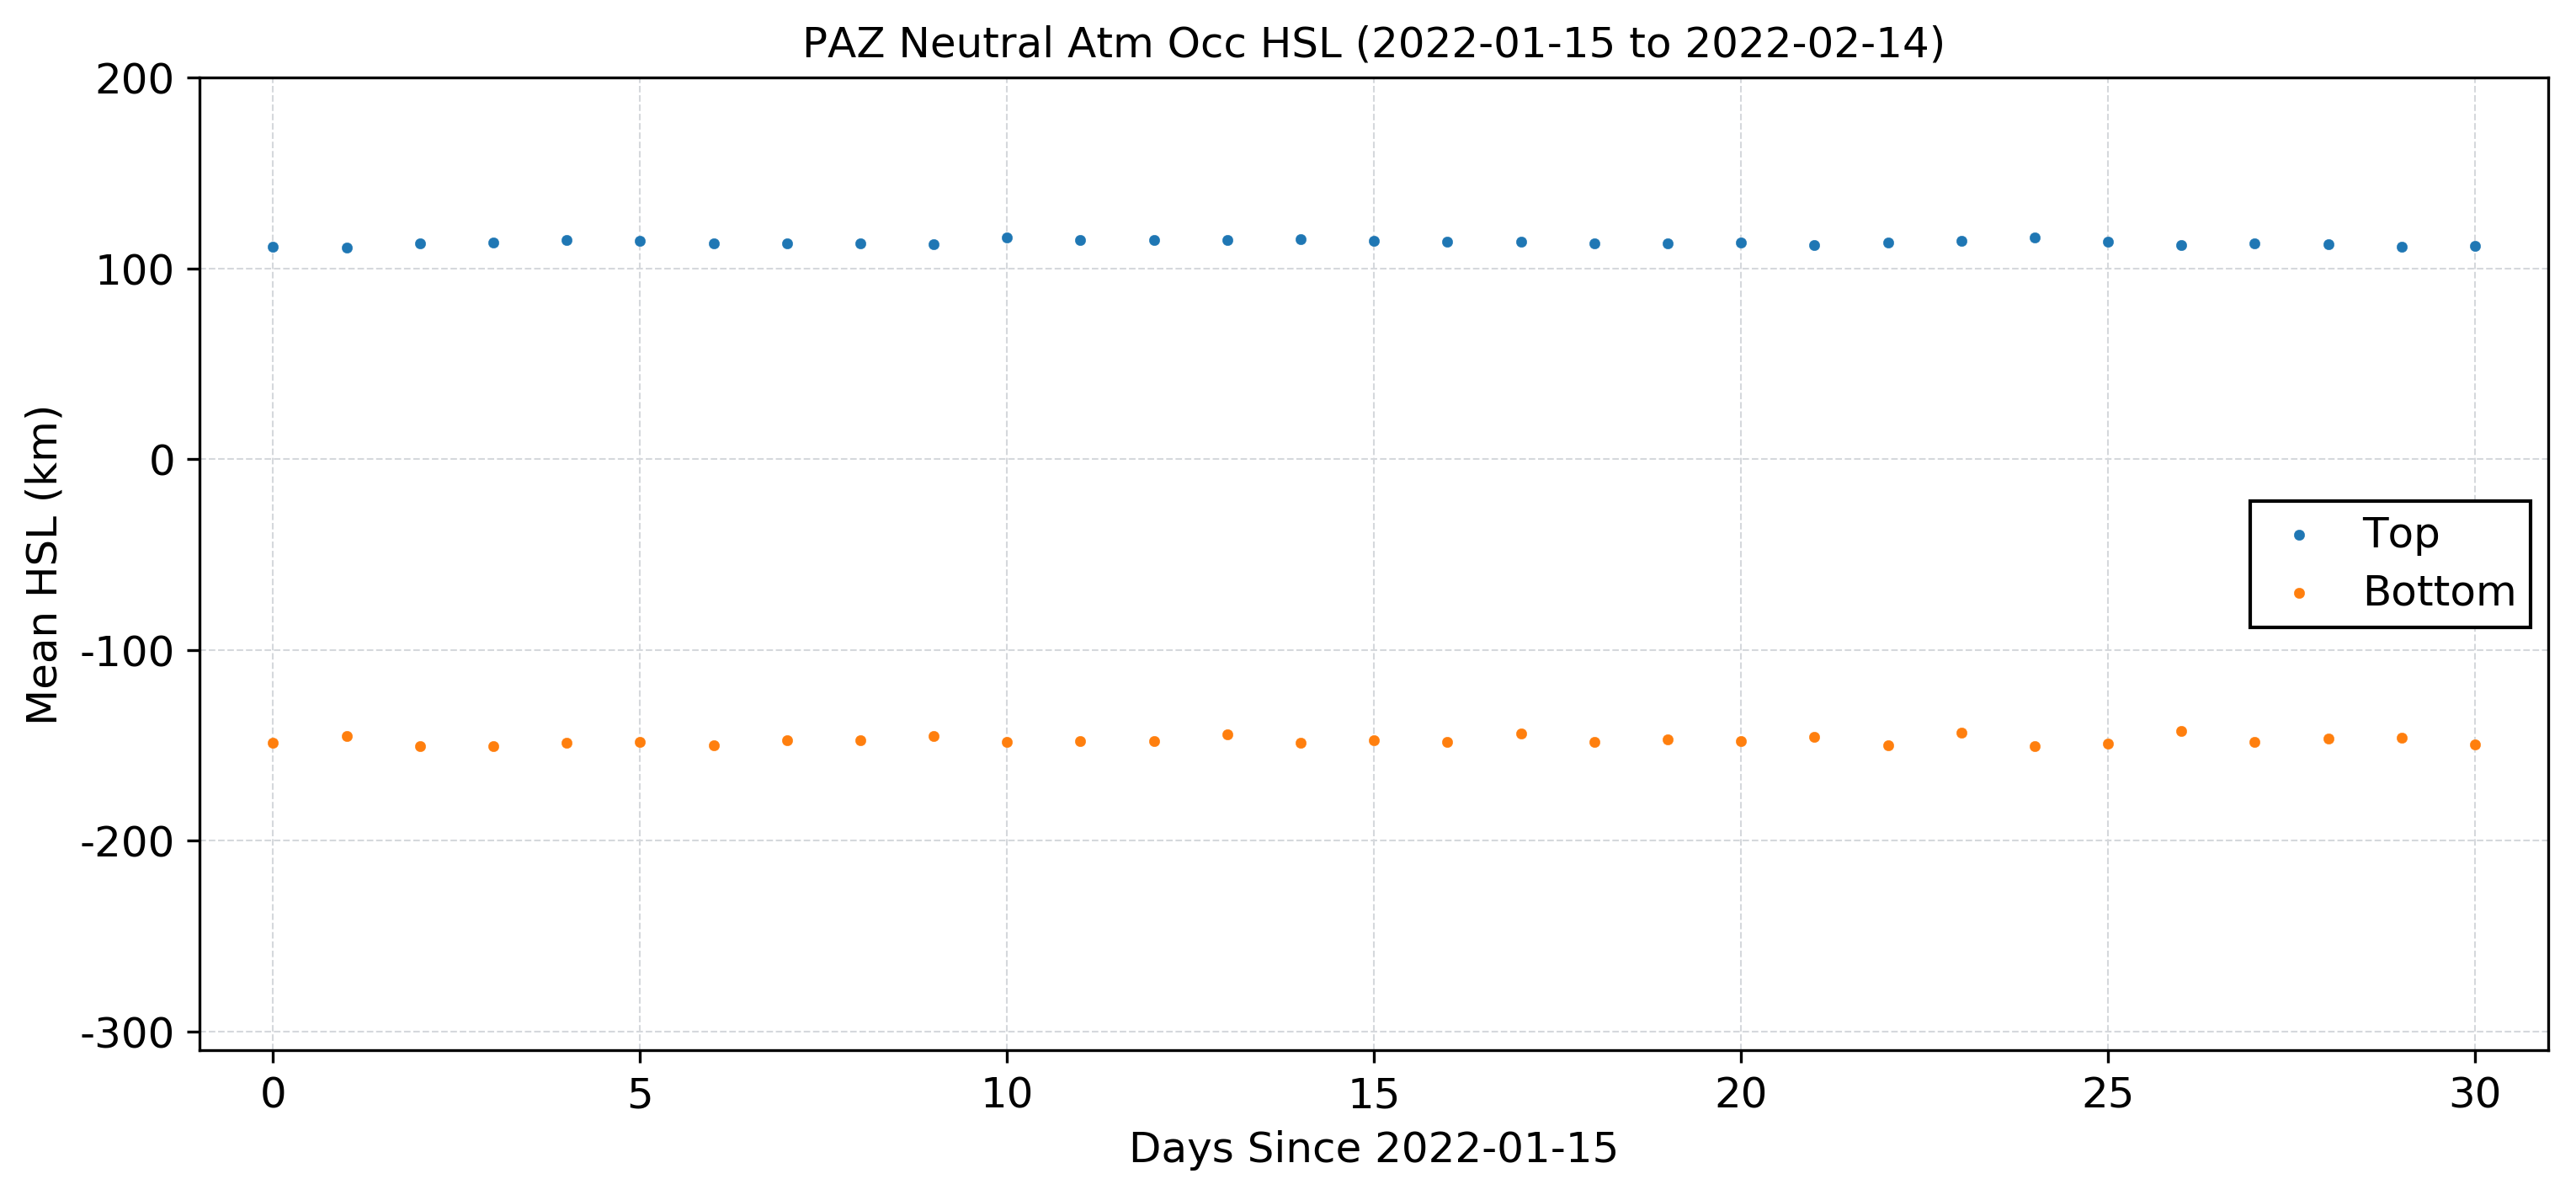 PAZ Neutral Atm Occ HSL (2022-01-15 to 2022-02-14)
200
100
0
-100
-200
-300
Mean HSL (km)
Top
Bottom
0 5 10 15 20 25 30
Days Since 2022-01-15